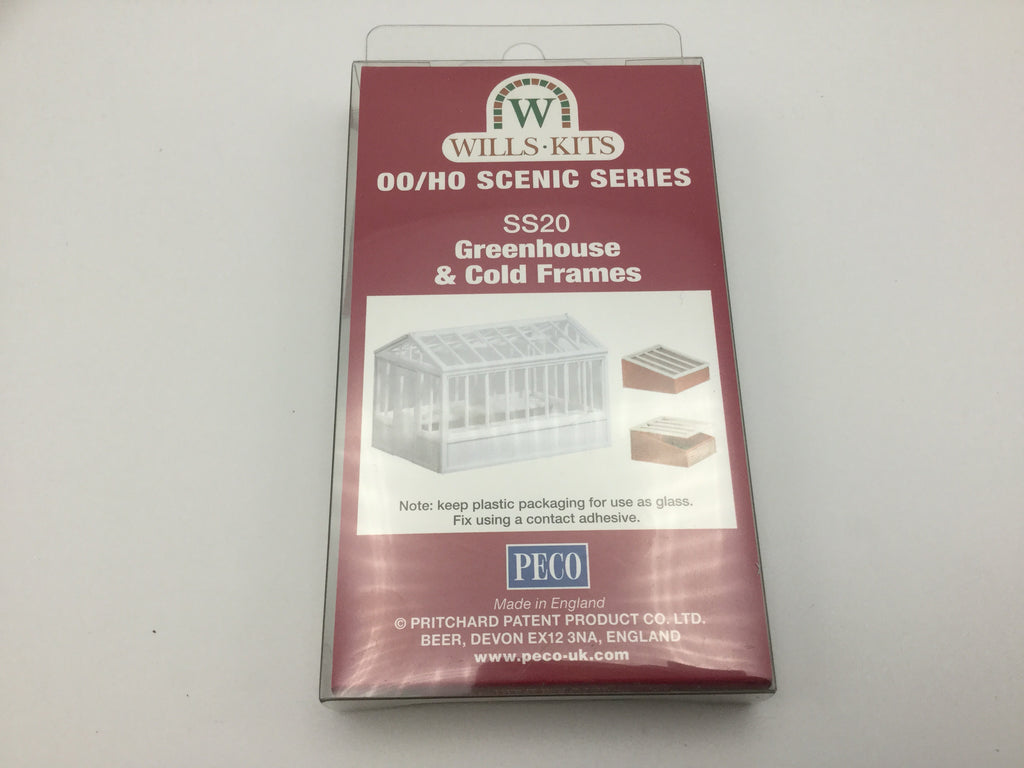 W
WILLS·KITS
OO/HO SCENIC SERIES
SS20
Greenhouse
& Cold Frames
Note: keep plastic packaging for use as glass.
Fix using a contact adhesive.
PECO
Made in England
© PRITCHARD PATENT PRODUCT CO. LTD.
BEER, DEVON EX12 3NA, ENGLAND
www.peco-uk.com